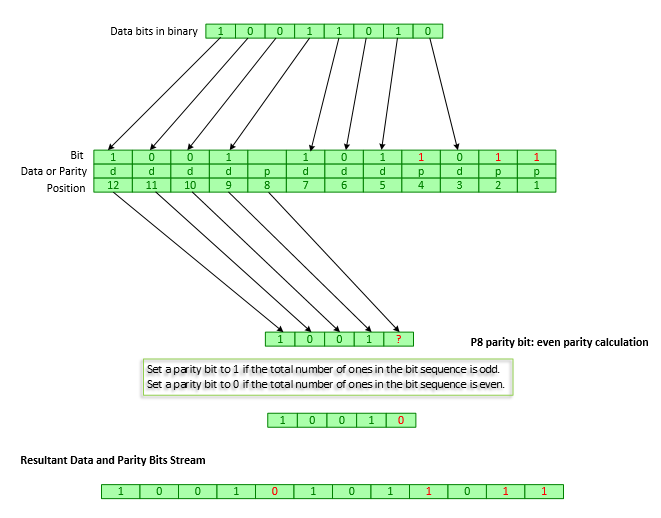 Data bits in binary 1 0 0 1 1 0 1 0
Bit 1 0 0 1 1 0 1 1 0 1 1
Data or Parity d d d d p d d d p d p p
Position 12 11 10 9 8 7 6 5 4 3 2 1
1 0 0 1 ?
P8 parity bit: even parity calculation
Set a parity bit to 1 if the total number of ones in the bit sequence is odd.
Set a parity bit to 0 if the total number of ones in the bit sequence is even.
1 0 0 1 0
Resultant Data and Parity Bits Stream
1 0 0 1 0 1 0 1 1 0 1 1